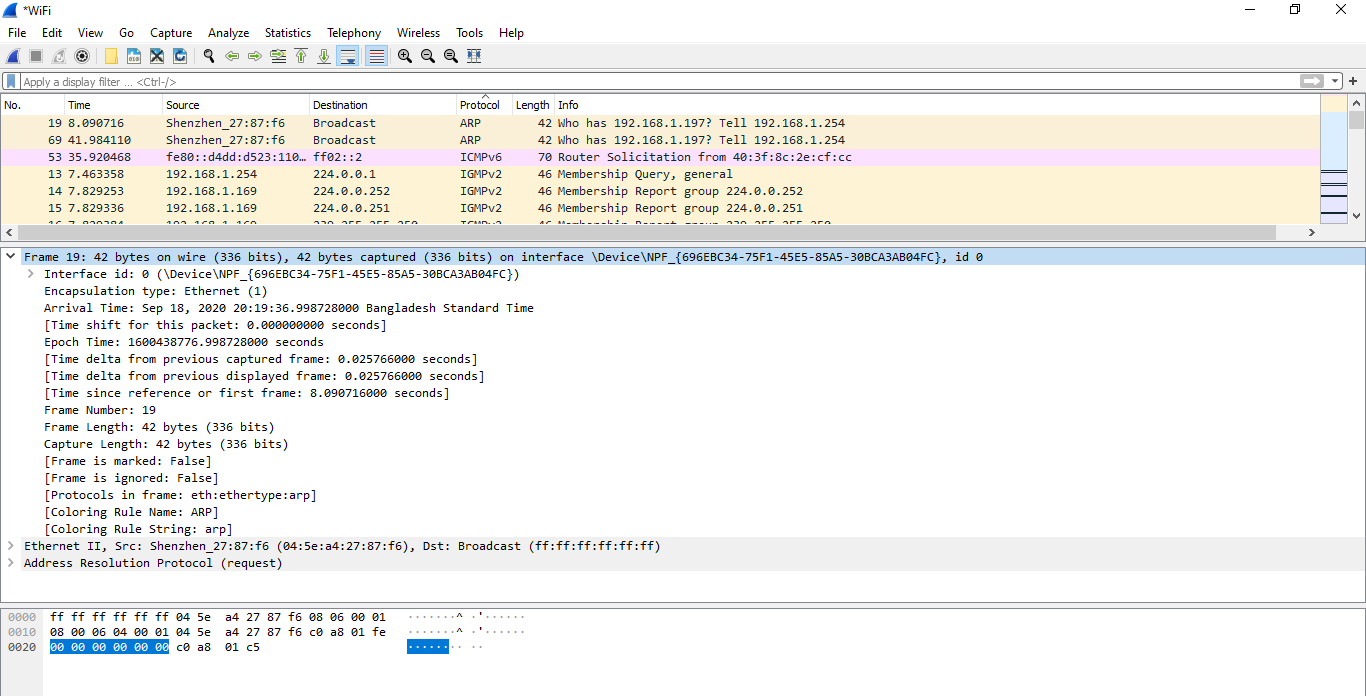 *WiFi
File Edit View Go Capture Analyze Statistics Telephony Wireless Tools Help
Apply a display filter ... <Ctrl-/>
No. Time Source Destination Protocol Length Info
19 8.090716 Shenzhen_27:87:f6 Broadcast ARP 42 Who has 192.168.1.197? Tell 192.168.1.254
69 41.984110 Shenzhen_27:87:f6 Broadcast ARP 42 Who has 192.168.1.197? Tell 192.168.1.254
53 35.920468 fe80::d4dd:d523:110… ff02::2 ICMPv6 70 Router Solicitation from 40:3f:8c:2e:cf:cc
13 7.463358 192.168.1.254 224.0.0.1 IGMPv2 46 Membership Query, general
14 7.829253 192.168.1.169 224.0.0.252 IGMPv2 46 Membership Report group 224.0.0.252
15 7.829336 192.168.1.169 224.0.0.251 IGMPv2 46 Membership Report group 224.0.0.251
Frame 19: 42 bytes on wire (336 bits), 42 bytes captured (336 bits) on interface \Device\NPF_{696EBC34-75F1-45E5-85A5-30BCA3AB04FC}, id 0
Interface id: 0 (\Device\NPF_{696EBC34-75F1-45E5-85A5-30BCA3AB04FC})
Encapsulation type: Ethernet (1)
Arrival Time: Sep 18, 2020 20:19:36.998728000 Bangladesh Standard Time
[Time shift for this packet: 0.000000000 seconds]
Epoch Time: 1600438776.998728000 seconds
[Time delta from previous captured frame: 0.025766000 seconds]
[Time delta from previous displayed frame: 0.025766000 seconds]
[Time since reference or first frame: 8.090716000 seconds]
Frame Number: 19
Frame Length: 42 bytes (336 bits)
Capture Length: 42 bytes (336 bits)
[Frame is marked: False]
[Frame is ignored: False]
[Protocols in frame: eth:ethertype:arp]
[Coloring Rule Name: ARP]
[Coloring Rule String: arp]
Ethernet II, Src: Shenzhen_27:87:f6 (04:5e:a4:27:87:f6), Dst: Broadcast (ff:ff:ff:ff:ff:ff)
Address Resolution Protocol (request)
0000 ff ff ff ff ff ff 04 5e a4 27 87 f6 08 06 00 01 ·······^ ·'······
0010 08 00 06 04 00 01 04 5e a4 27 87 f6 c0 a8 01 fe ·······^ ·'······
0020 00 00 00 00 00 00 c0 a8 01 c5 ········ ··